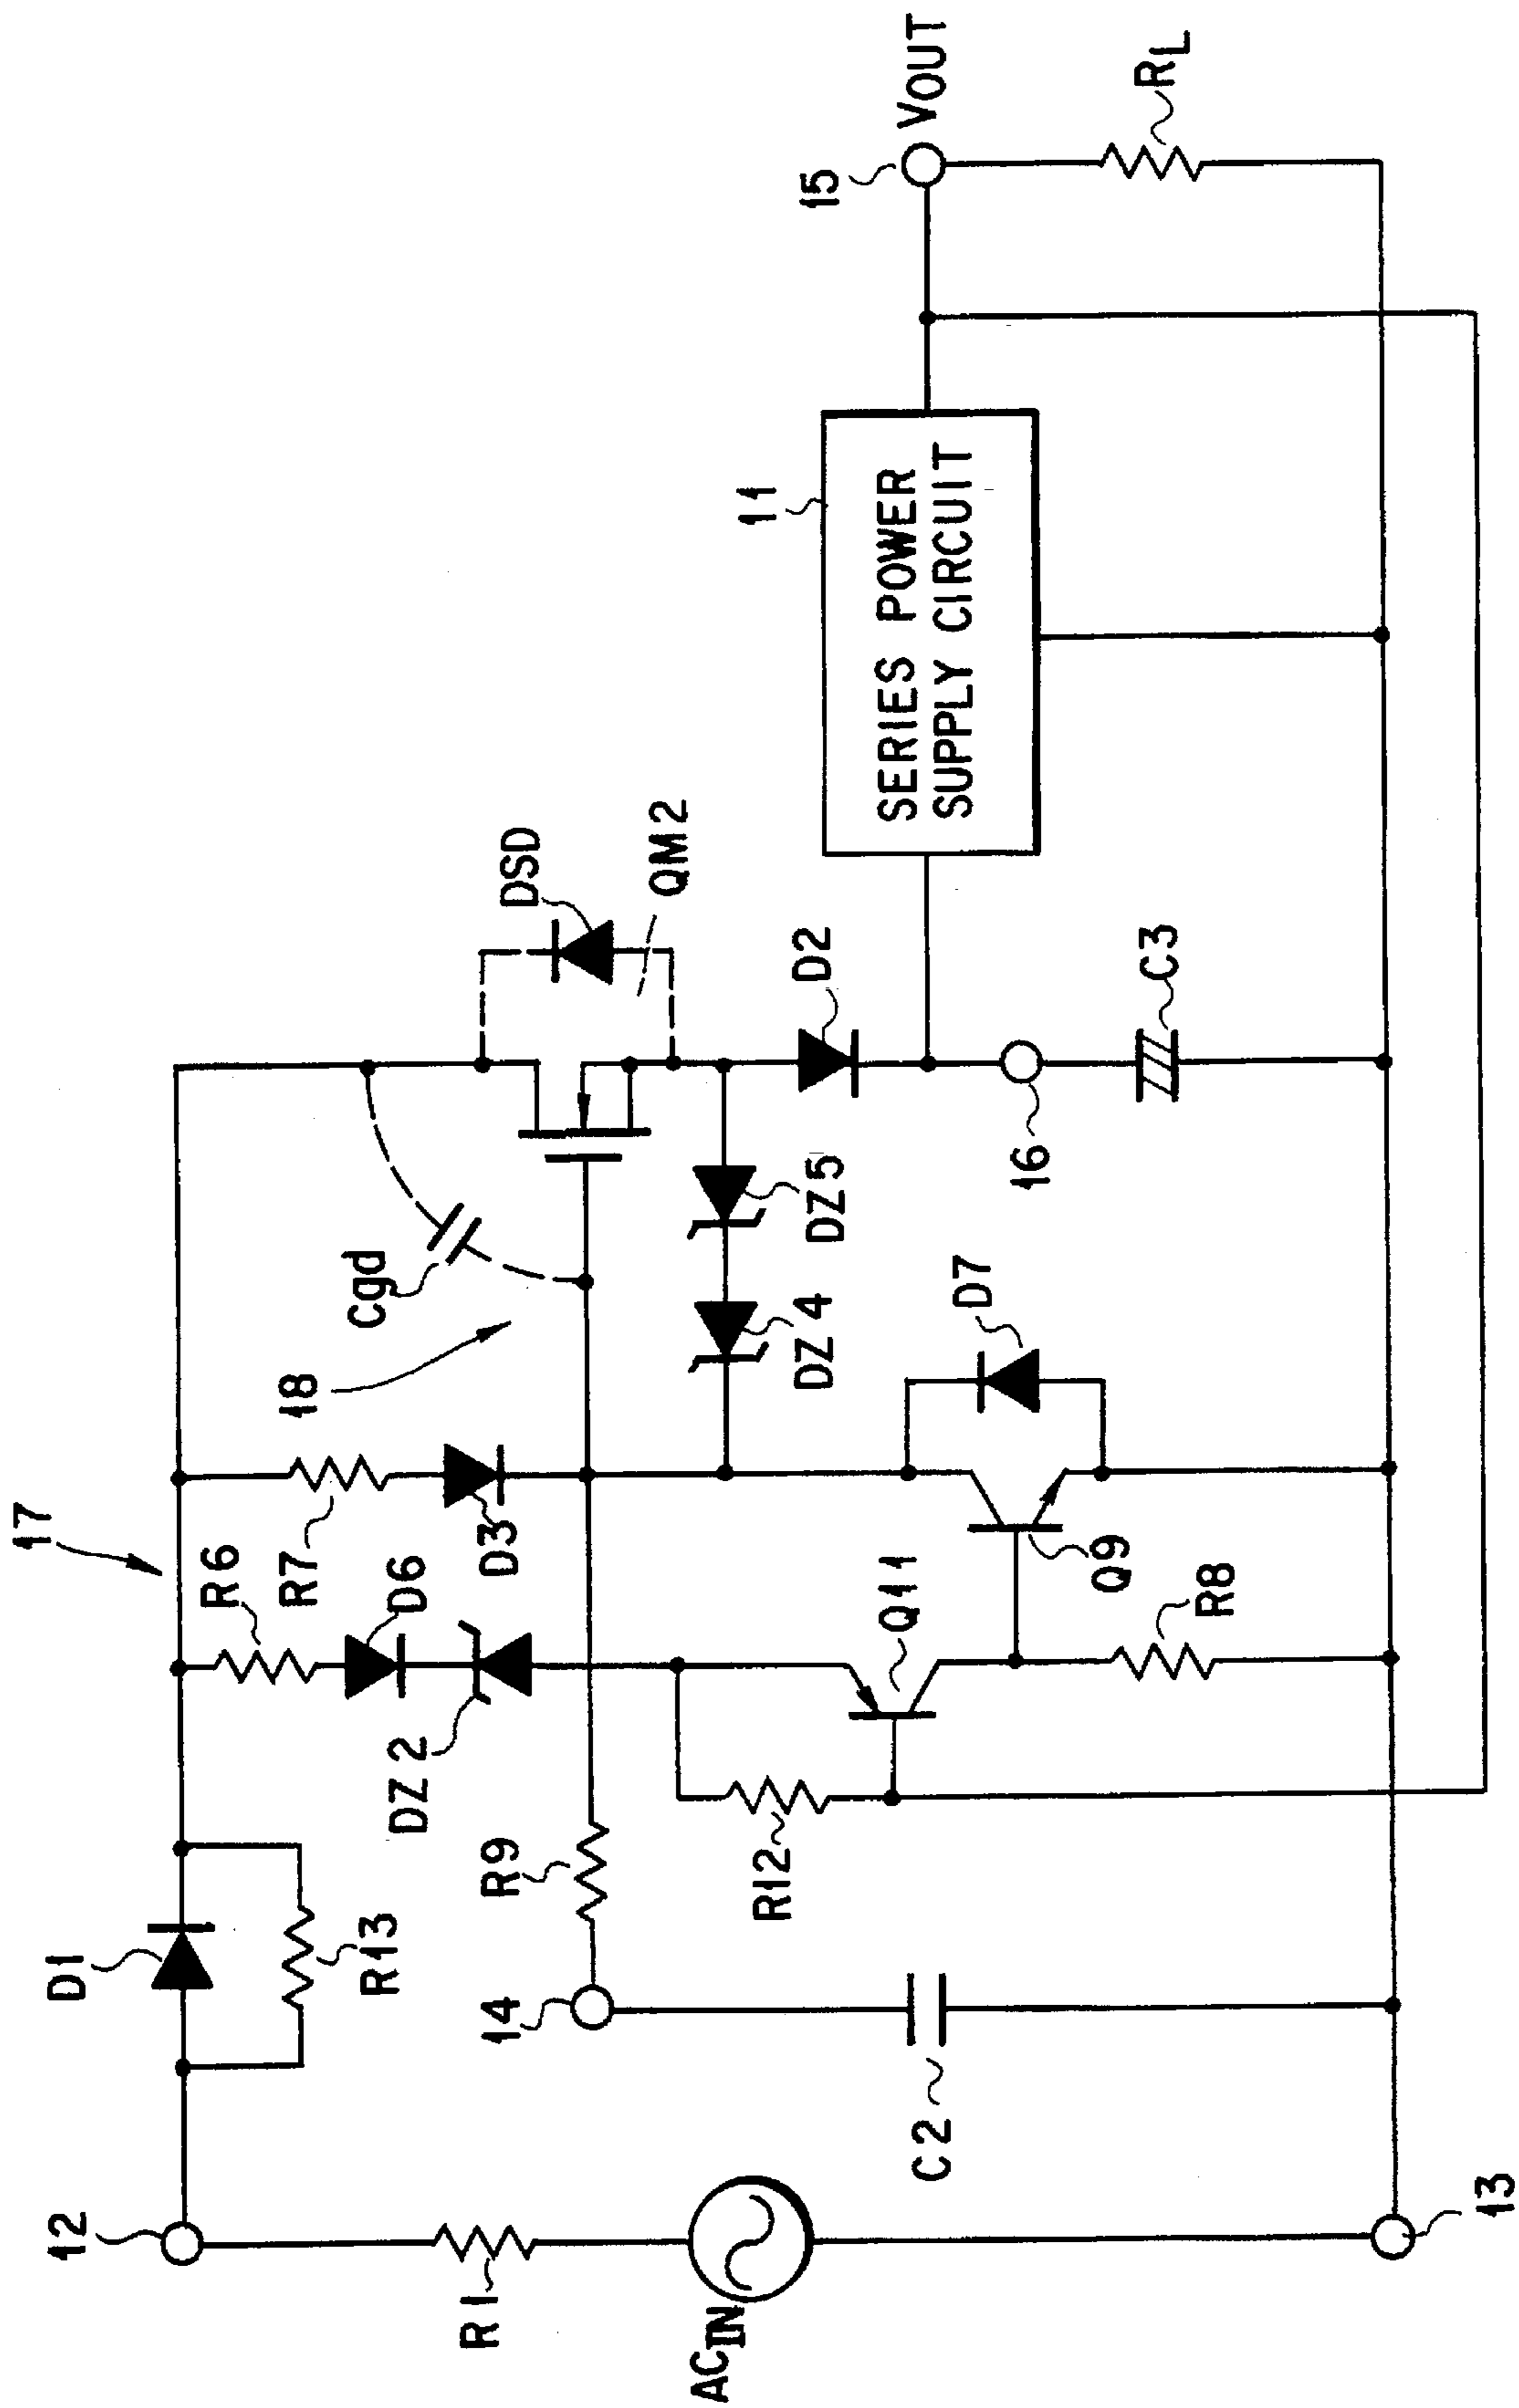 17
12
D1
R13
R6
R7
D6
D3
DZ2
18
Cgd
DSD
QM2
R1
14
R9
DZ4
DZ5
D2
11
SERIES POWER
SUPPLY CIRCUIT
15
VOUT
ACIN
R12
Q11
D7
C2
Q9
R8
16
C3
RL
13